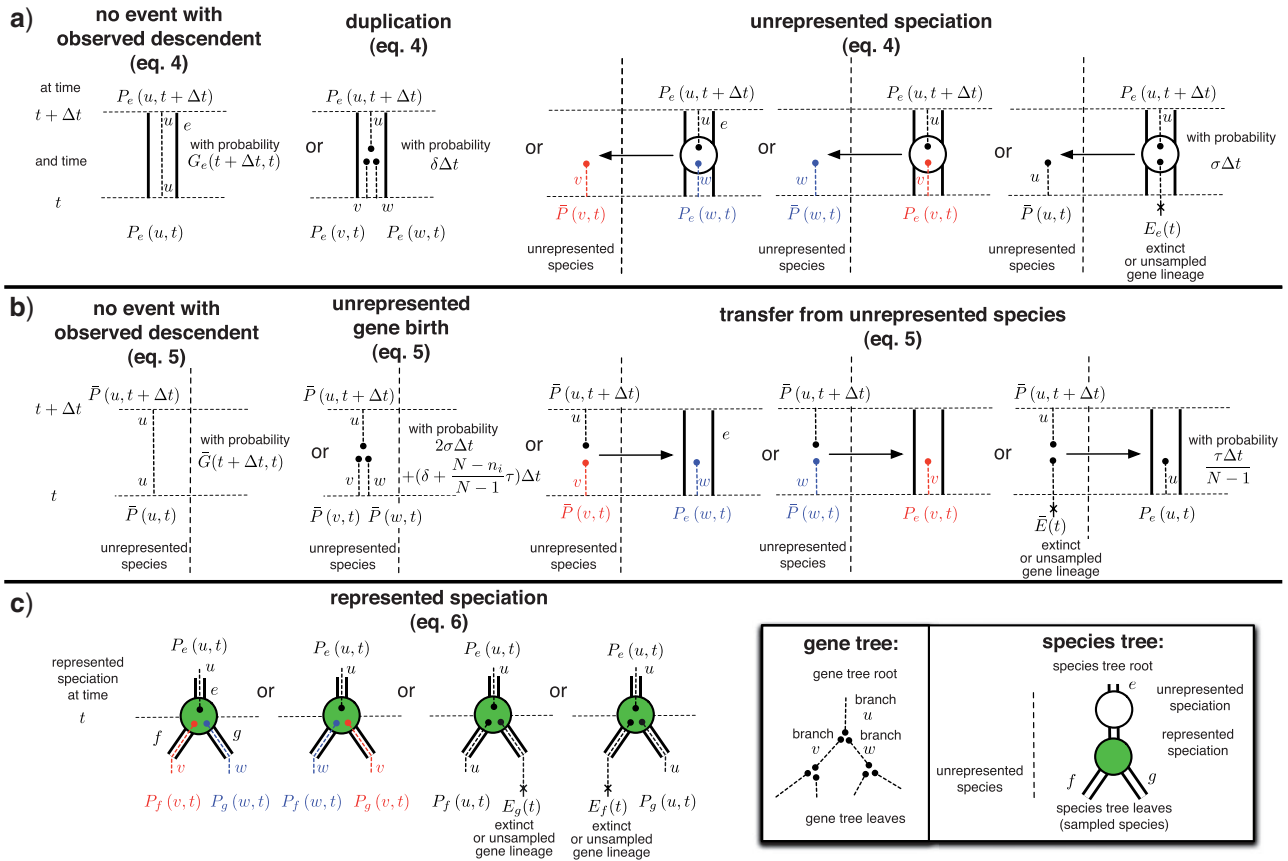 a)
no event with
observed descendent
(eq. 4)
duplication
(eq. 4)
unrepresented speciation
(eq. 4)
at time
t + Δt
and time
t
P_e (u, t + Δt)
u
e
with probability
G_e(t + Δt, t)
u
P_e (u, t)
or
P_e (u, t + Δt)
u
with probability
δΔt
v
w
P_e (v, t)
P_e (w, t)
or
P_e (u, t + Δt)
u
e
v
w
P̄ (v, t)
P_e (w, t)
unrepresented
species
or
P_e (u, t + Δt)
u
w
v
P̄ (w, t)
P_e (v, t)
unrepresented
species
or
P_e (u, t + Δt)
u
with probability
σΔt
u
P̄ (u, t)
E_e(t)
unrepresented
species
extinct
or unsampled
gene lineage
b)
no event with
observed descendent
(eq. 5)
unrepresented
gene birth
(eq. 5)
transfer from unrepresented species
(eq. 5)
t + Δt
t
P̄ (u, t + Δt)
u
with probability
Ḡ(t + Δt, t)
u
P̄ (u, t)
unrepresented
species
or
P̄ (u, t + Δt)
u
with probability
2σΔt
+(δ + (N − n_i)/(N − 1) τ)Δt
v
w
P̄ (v, t)
P̄ (w, t)
unrepresented
species
or
P̄ (u, t + Δt)
u
e
v
w
P̄ (v, t)
P_e (w, t)
unrepresented
species
or
P̄ (u, t + Δt)
u
w
v
P̄ (w, t)
P_e (v, t)
unrepresented
species
or
P̄ (u, t + Δt)
u
with probability
τΔt
N − 1
u
Ē(t)
P_e (u, t)
extinct
or unsampled
gene lineage
c)
represented speciation
(eq. 6)
represented
speciation
at time
t
P_e (u, t)
u
e
f
g
v
w
P_f (v, t)
P_g (w, t)
or
P_e (u, t)
u
w
v
P_f (w, t)
P_g (v, t)
or
P_e (u, t)
u
u
P_f (u, t)
E_g(t)
extinct
or unsampled
gene lineage
or
P_e (u, t)
u
u
E_f(t)
P_g (u, t)
extinct
or unsampled
gene lineage
gene tree:
gene tree root
branch
u
branch
v
branch
w
gene tree leaves
species tree:
species tree root
e
unrepresented
speciation
represented
speciation
unrepresented
species
f
g
species tree leaves
(sampled species)